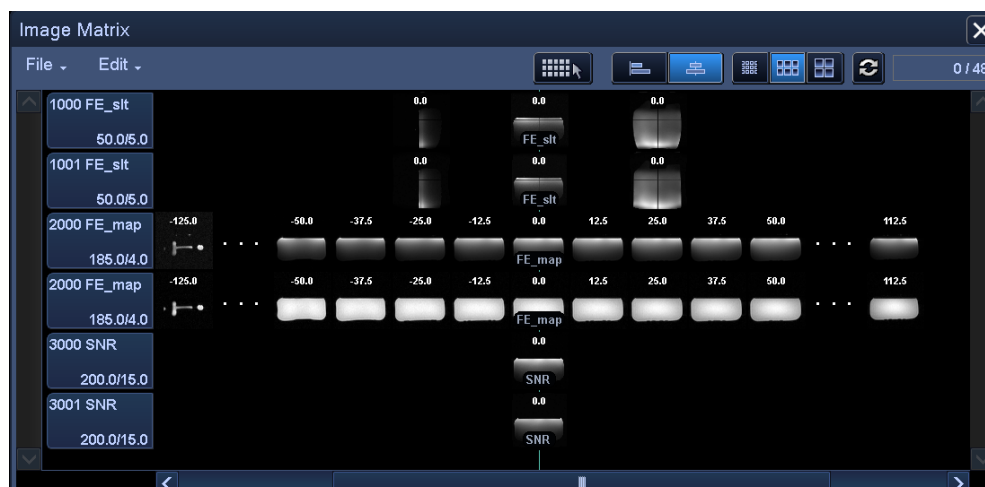 Image Matrix
File Edit
0 / 48
1000 FE_slt 0.0 0.0 0.0
50.0/5.0 FE_slt
1001 FE_slt 0.0 0.0 0.0
50.0/5.0 FE_slt
2000 FE_map -125.0 · · · -50.0 -37.5 -25.0 -12.5 0.0 12.5 25.0 37.5 50.0 · · · 112.5
185.0/4.0 FE_map
2000 FE_map -125.0 · · · -50.0 -37.5 -25.0 -12.5 0.0 12.5 25.0 37.5 50.0 · · · 112.5
185.0/4.0 FE_map
3000 SNR 0.0
200.0/15.0 SNR
3001 SNR 0.0
200.0/15.0 SNR